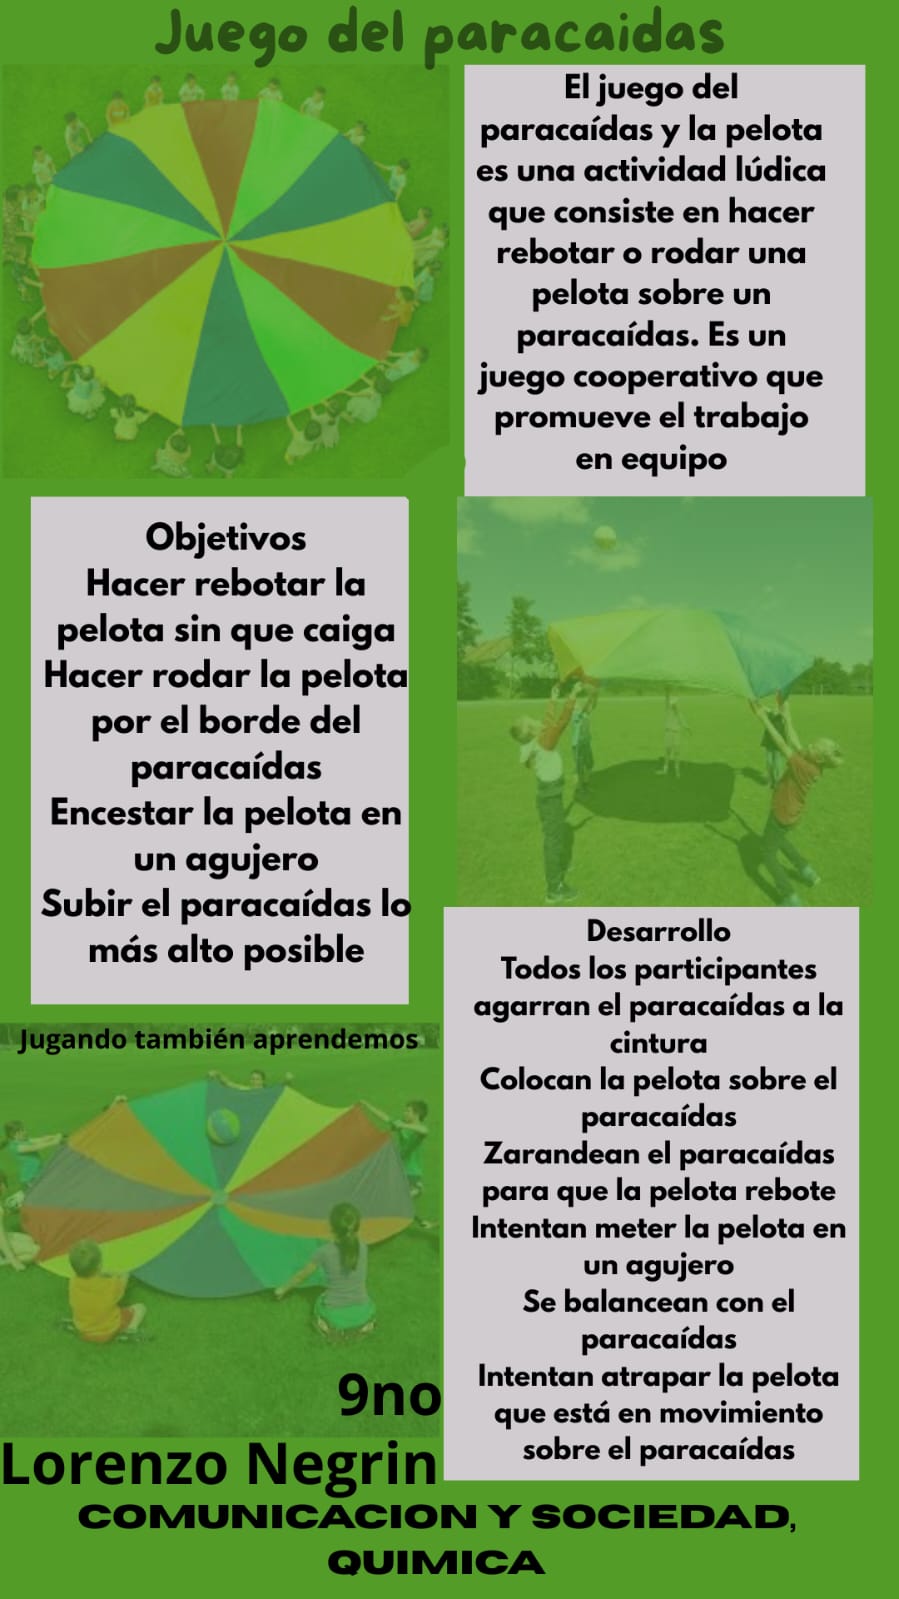 Juego del paracaidas
El juego del
paracaídas y la pelota
es una actividad lúdica
que consiste en hacer
rebotar o rodar una
pelota sobre un
paracaídas. Es un
juego cooperativo que
promueve el trabajo
en equipo
Objetivos
Hacer rebotar la
pelota sin que caiga
Hacer rodar la pelota
por el borde del
paracaídas
Encestar la pelota en
un agujero
Subir el paracaídas lo
más alto posible
Desarrollo
Todos los participantes
agarran el paracaídas a la
cintura
Colocan la pelota sobre el
paracaídas
Zarandean el paracaídas
para que la pelota rebote
Intentan meter la pelota en
un agujero
Se balancean con el
paracaídas
Intentan atrapar la pelota
que está en movimiento
sobre el paracaídas
Jugando también aprendemos
9no
Lorenzo Negrin
COMUNICACION Y SOCIEDAD,
QUIMICA